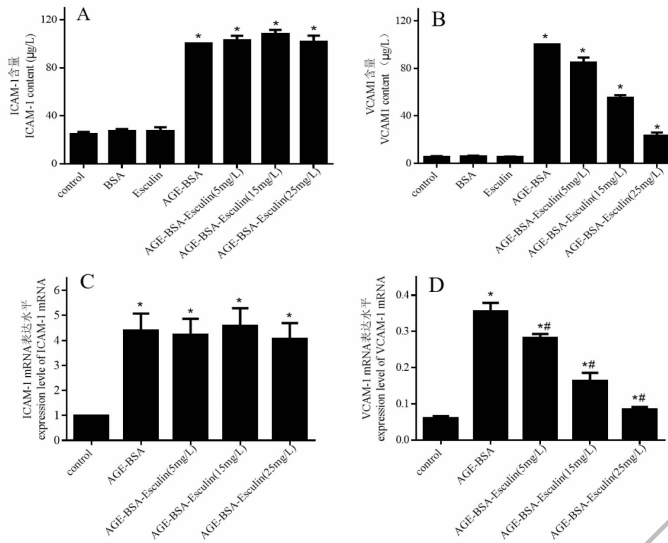 A
ICAM-1含量
ICAM-1 content (μg/L)
120
80
40
0
* * * * *
control
BSA
Esculin
AGE-BSA
AGE-BSA-Esculin(5mg/L)
AGE-BSA-Esculin(15mg/L)
AGE-BSA-Esculin(25mg/L)
B
VCAM1含量
VCAM1 content (μg/L)
120
80
40
0
* * * *
control
BSA
Esculin
AGE-BSA
AGE-BSA-Esculin(5mg/L)
AGE-BSA-Esculin(15mg/L)
AGE-BSA-Esculin(25mg/L)
C
ICAM-1 mRNA表达水平
expression levle of ICAM-1 mRNA
6
5
4
3
2
1
0
* * * *
control
AGE-BSA
AGE-BSA-Esculin(5mg/L)
AGE-BSA-Esculin(15mg/L)
AGE-BSA-Esculin(25mg/L)
D
VCAM-1 mRNA表达水平
expression level of VCAM-1 mRNA
0.4
0.3
0.2
0.1
0.0
* *# *# *#
control
AGE-BSA
AGE-BSA-Esculin(5mg/L)
AGE-BSA-Esculin(15mg/L)
AGE-BSA-Esculin(25mg/L)